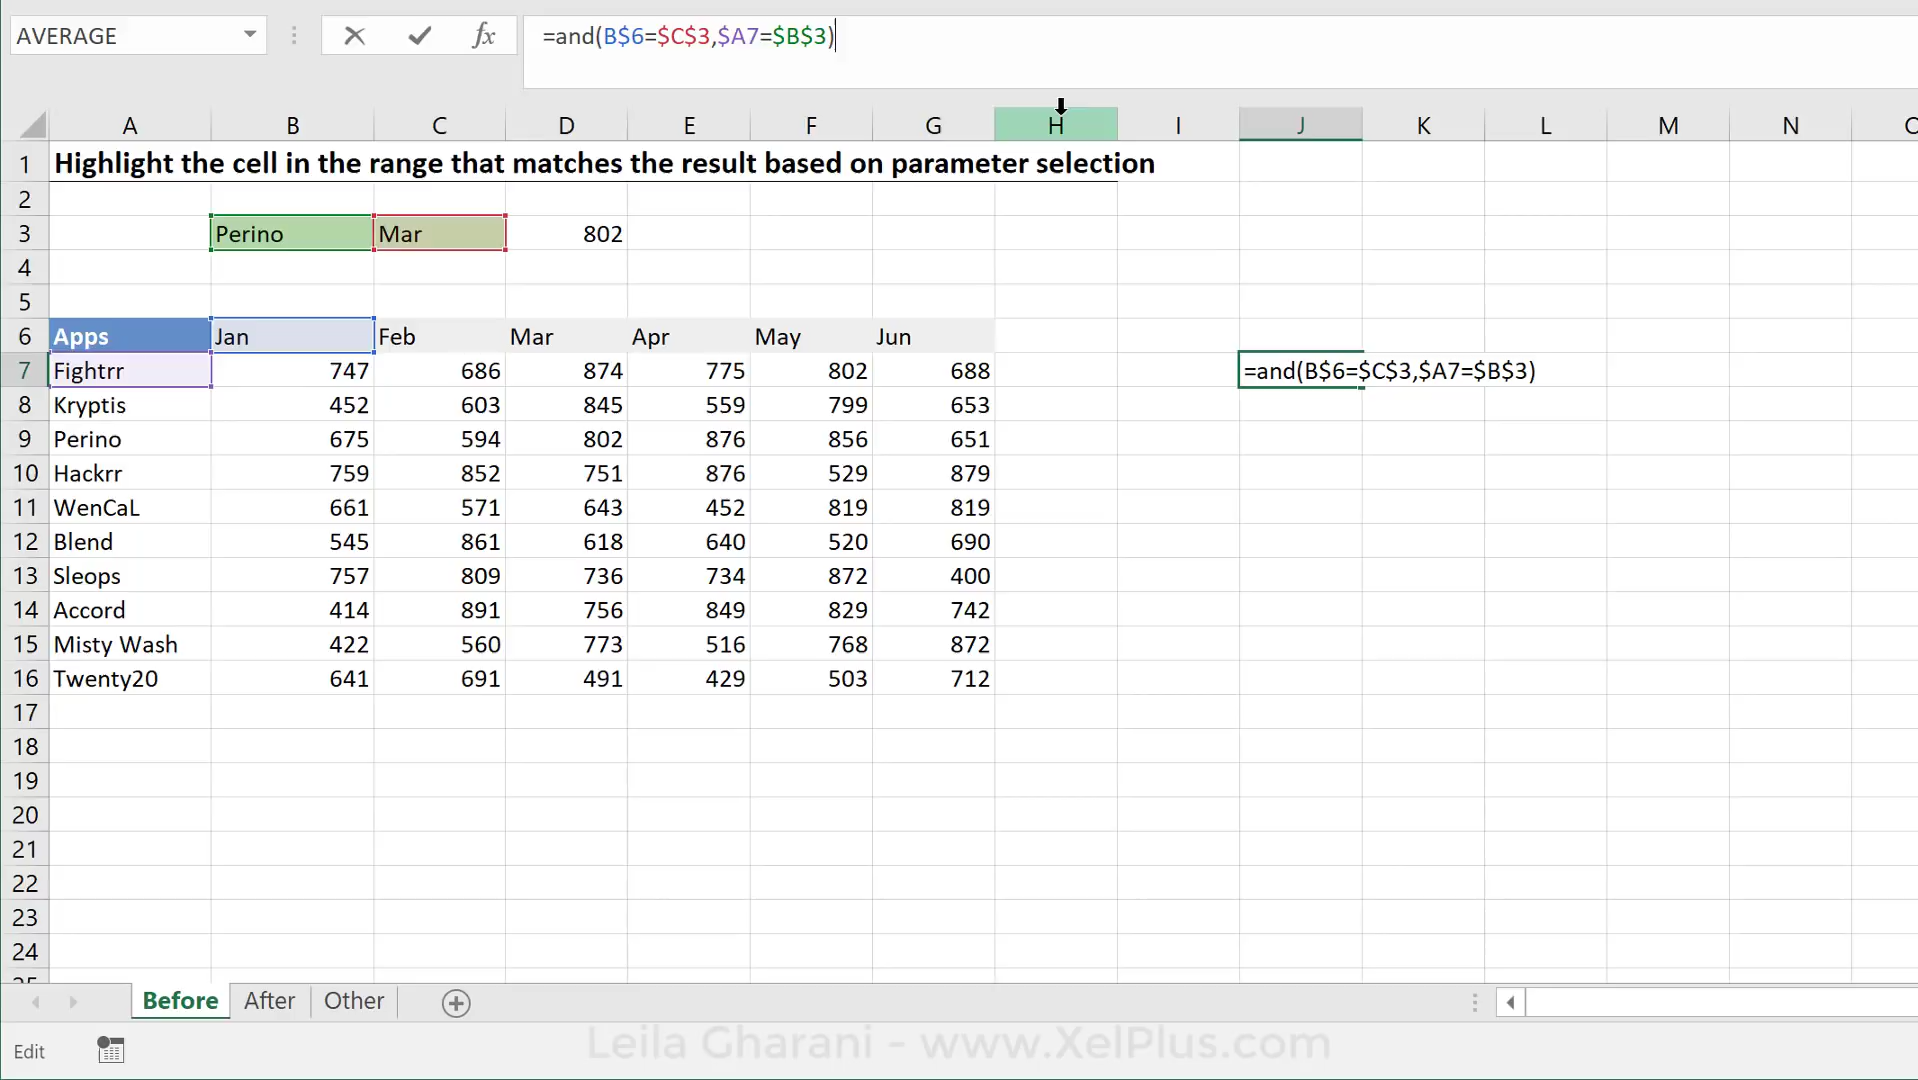 AVERAGE fx =and(B$6=$C$3,$A7=$B$3)
A B C D E F G H I J K L M N
1 Highlight the cell in the range that matches the result based on parameter selection
2
3 Perino Mar 802
4
5
6 Apps Jan Feb Mar Apr May Jun
7 Fightrr 747 686 874 775 802 688 =and(B$6=$C$3,$A7=$B$3)
8 Kryptis 452 603 845 559 799 653
9 Perino 675 594 802 876 856 651
10 Hackrr 759 852 751 876 529 879
11 WenCaL 661 571 643 452 819 819
12 Blend 545 861 618 640 520 690
13 Sleops 757 809 736 734 872 400
14 Accord 414 891 756 849 829 742
15 Misty Wash 422 560 773 516 768 872
16 Twenty20 641 691 491 429 503 712
17
18
19
20
21
22
23
24
Before After Other
Edit
Leila Gharani - www.XelPlus.com